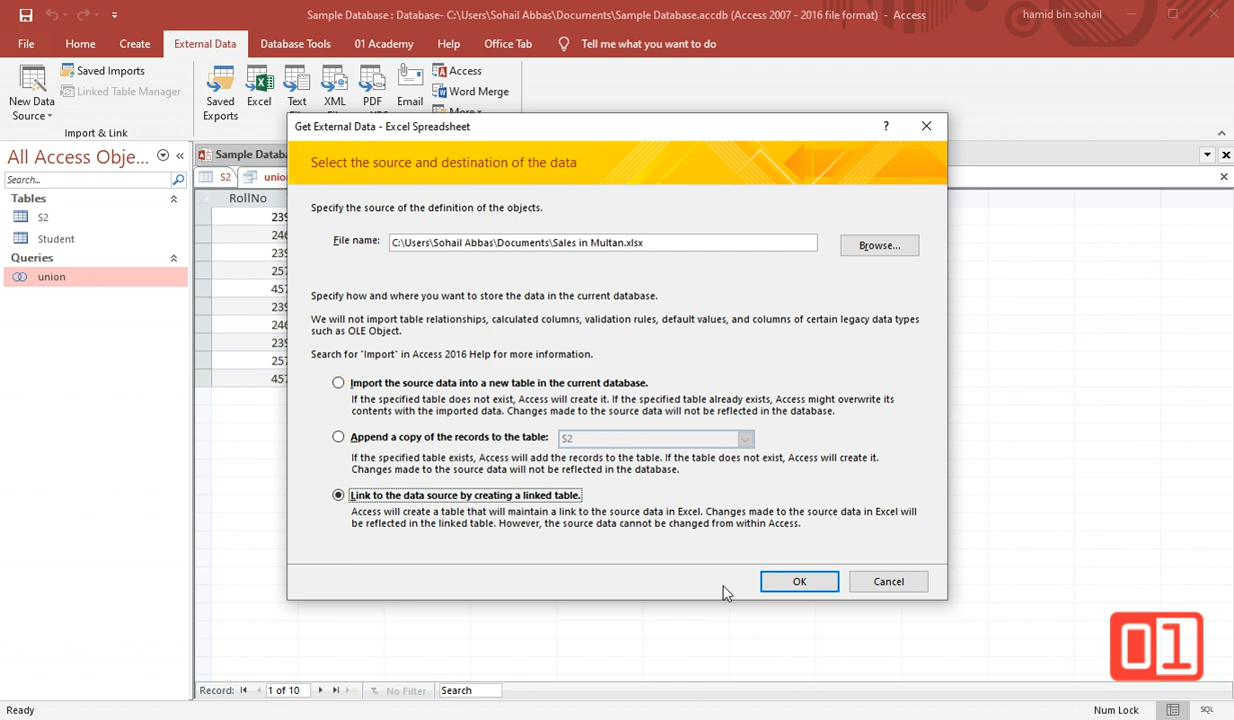 Sample Database : Database- C:\Users\Sohail Abbas\Documents\Sample Database.accdb (Access 2007 - 2016 file format) - Access
hamid bin sohail
File Home Create External Data Database Tools 01 Academy Help Office Tab Tell me what you want to do
New Data Source
Saved Imports
Linked Table Manager
Import & Link
Saved Exports
Excel
Text
XML
PDF
Email
Access
Word Merge
More
All Access Obje...
Search...
Tables
S2
Student
Queries
union
Sample Datab
S2
union
RollNo
239
246
239
257
457
239
246
239
257
457
Get External Data - Excel Spreadsheet
?
Select the source and destination of the data
Specify the source of the definition of the objects.
File name: C:\Users\Sohail Abbas\Documents\Sales in Multan.xlsx Browse...
Specify how and where you want to store the data in the current database.
We will not import table relationships, calculated columns, validation rules, default values, and columns of certain legacy data types
such as OLE Object.
Search for "Import" in Access 2016 Help for more information.
Import the source data into a new table in the current database.
If the specified table does not exist, Access will create it. If the specified table already exists, Access might overwrite its
contents with the imported data. Changes made to the source data will not be reflected in the database.
Append a copy of the records to the table: S2
If the specified table exists, Access will add the records to the table. If the table does not exist, Access will create it.
Changes made to the source data will not be reflected in the database.
Link to the data source by creating a linked table.
Access will create a table that will maintain a link to the source data in Excel. Changes made to the source data in Excel will
be reflected in the linked table. However, the source data cannot be changed from within Access.
OK Cancel
01
Record: 1 of 10 No Filter Search
Ready Num Lock SQL